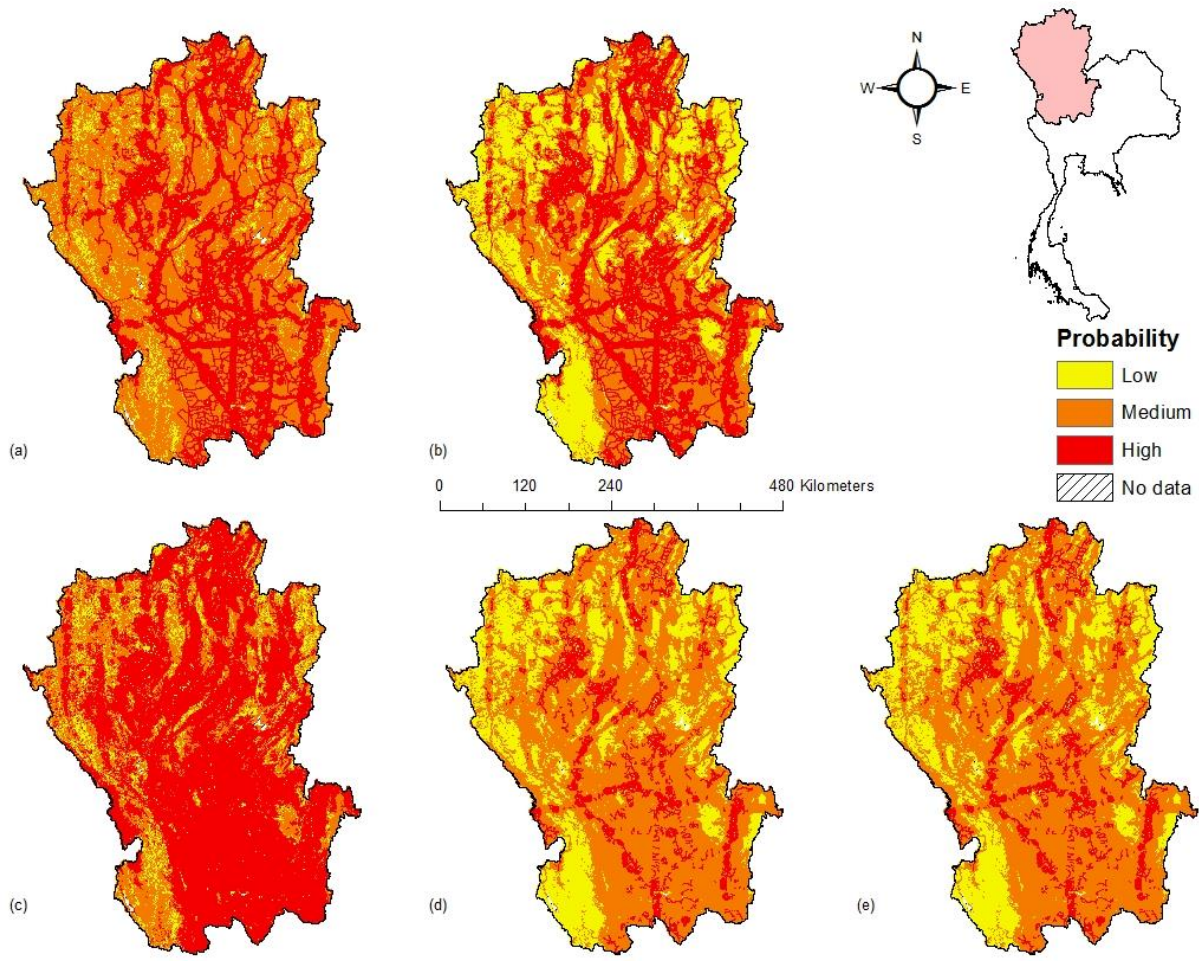 N
W E
S
Probability
Low
Medium
High
No data
(a)
(b)
0 120 240 480 Kilometers
(c)
(d)
(e)